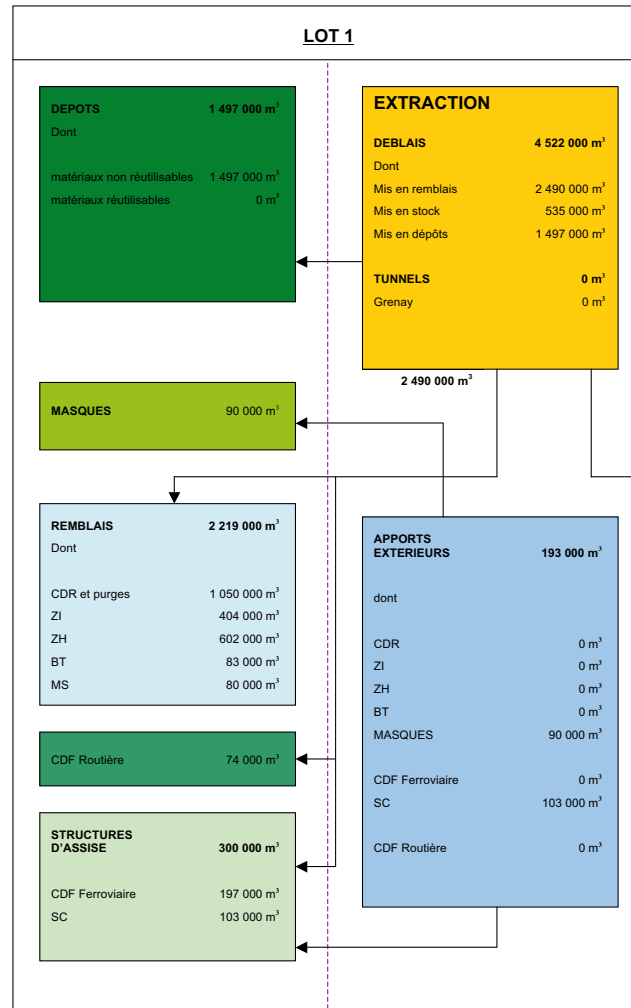 LOT 1
DEPOTS 1 497 000 m³
Dont
matériaux non réutilisables 1 497 000 m³
matériaux réutilisables 0 m³
EXTRACTION
DEBLAIS 4 522 000 m³
Dont
Mis en remblais 2 490 000 m³
Mis en stock 535 000 m³
Mis en dépôts 1 497 000 m³
TUNNELS 0 m³
Grenay 0 m³
2 490 000 m³
MASQUES 90 000 m³
REMBLAIS 2 219 000 m³
Dont
CDR et purges 1 050 000 m³
ZI 404 000 m³
ZH 602 000 m³
BT 83 000 m³
MS 80 000 m³
CDF Routière 74 000 m³
STRUCTURES
D'ASSISE 300 000 m³
CDF Ferroviaire 197 000 m³
SC 103 000 m³
APPORTS
EXTERIEURS 193 000 m³
dont
CDR 0 m³
ZI 0 m³
ZH 0 m³
BT 0 m³
MASQUES 90 000 m³
CDF Ferroviaire 0 m³
SC 103 000 m³
CDF Routière 0 m³